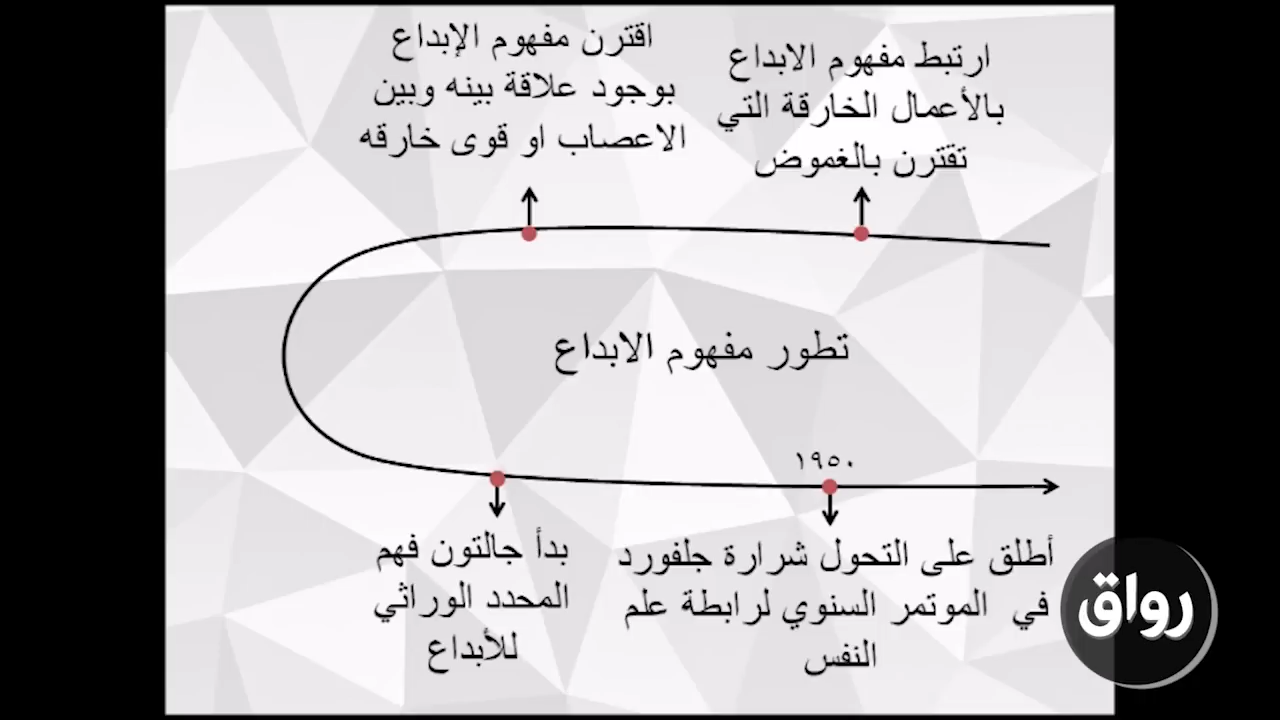 ارتبط مفهوم الابداع
بالأعمال الخارقة التي
تقترن بالغموض
اقترن مفهوم الإبداع
بوجود علاقة بينه وبين
الاعصاب او قوى خارقه
تطور مفهوم الابداع
بدأ جالتون فهم
المحدد الوراثي
للأبداع
١٩٥٠
أطلق على التحول شرارة جلفورد
في الموتمر السنوي لرابطة علم
النفس
رواق